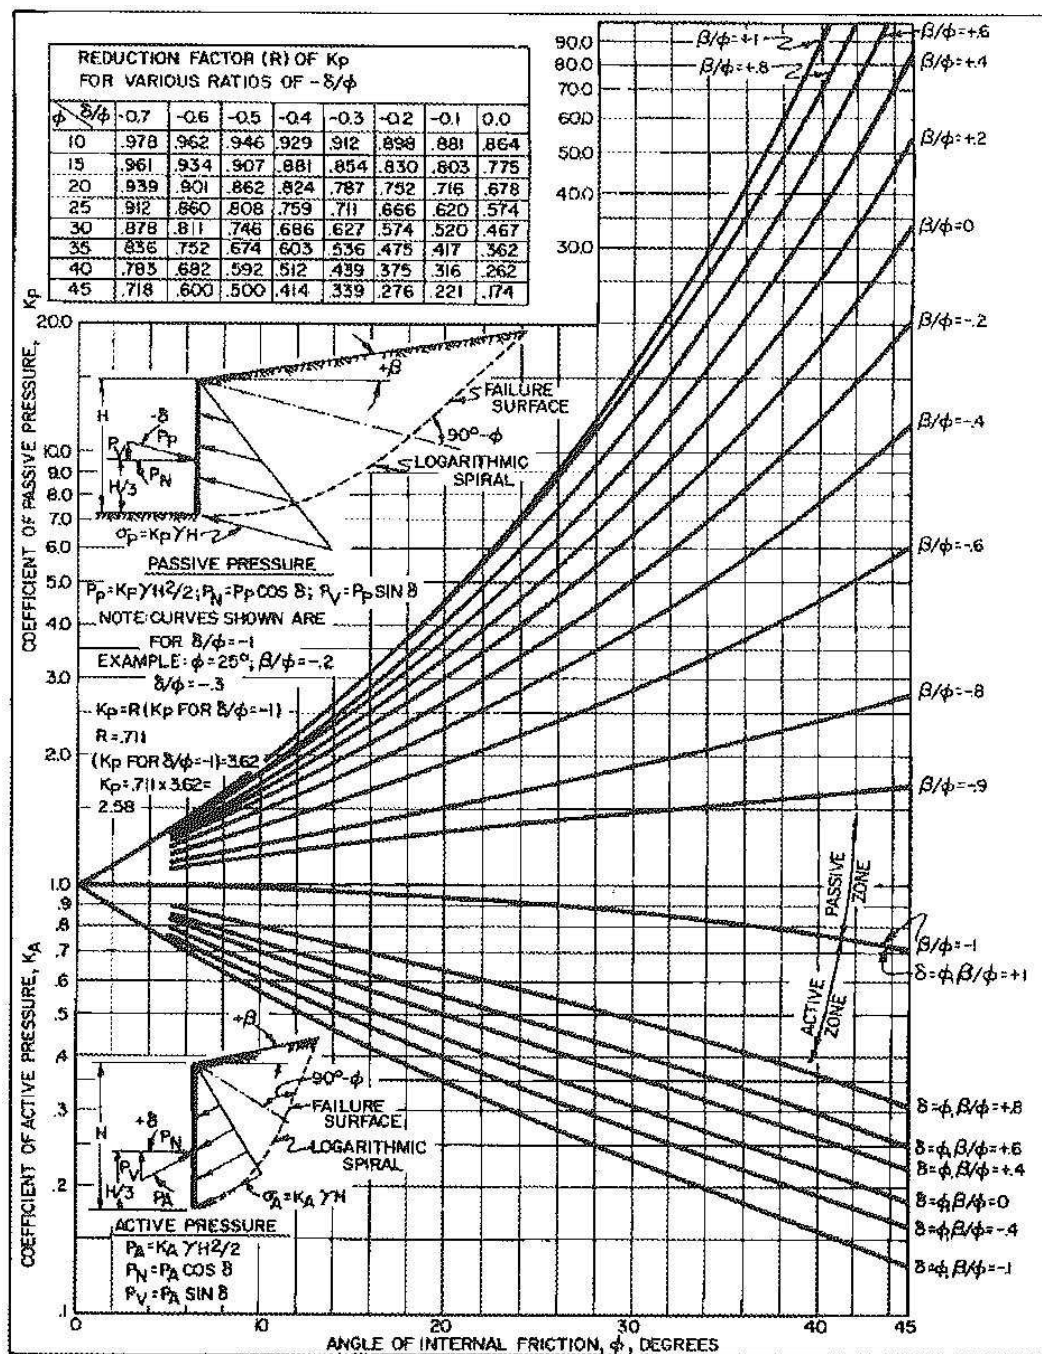 REDUCTION FACTOR (R) OF Kp
FOR VARIOUS RATIOS OF -δ/φ
φ δ/φ -0.7 -0.6 -0.5 -0.4 -0.3 -0.2 -0.1 0.0
10 .978 .962 .946 .929 .912 .898 .881 .864
15 .961 .934 .907 .881 .854 .830 .803 .775
20 .939 .901 .862 .824 .787 .752 .716 .678
25 .912 .860 .808 .759 .711 .666 .620 .574
30 .878 .811 .746 .686 .627 .574 .520 .467
35 .836 .752 .674 .603 .536 .475 .417 .362
40 .783 .682 .592 .512 .439 .375 .316 .262
45 .718 .600 .500 .414 .339 .276 .221 .174
90.0
80.0
70.0
60.0
50.0
40.0
30.0
β/φ=+1
β/φ=+.8
β/φ=+.6
β/φ=+.4
β/φ=+.2
β/φ=0
β/φ=-.2
β/φ=-.4
β/φ=-.6
β/φ=-.8
β/φ=-.9
β/φ=-1
δ=φ,β/φ=+1
δ=φ,β/φ=+.8
δ=φ,β/φ=+.6
δ=φ,β/φ=+.4
δ=φ,β/φ=0
δ=φ,β/φ=-.4
δ=φ,β/φ=-.1
COEFFICIENT OF PASSIVE PRESSURE, Kp
20.0
10.0
9.0
8.0
7.0
6.0
5.0
4.0
3.0
2.0
1.0
.9
.8
.7
.6
.5
.4
.3
.2
.1
COEFFICIENT OF ACTIVE PRESSURE, KA
+β
H
-δ
Pp
Pv
PN
H/3
FAILURE
SURFACE
90°-φ
LOGARITHMIC
SPIRAL
σp=KpγH
PASSIVE PRESSURE
Pp=KpγH2/2; PN=Pp COS δ; Pv=Pp SIN δ
NOTE: CURVES SHOWN ARE
FOR δ/φ=-1
EXAMPLE: φ=25°; β/φ=-.2
δ/φ=-.3
Kp=R(Kp FOR δ/φ=-1)
R=.711
(Kp FOR δ/φ=-1)=3.62
Kp=.711 x 3.62=
2.58
PASSIVE
ZONE
ACTIVE
ZONE
+β
90°-φ
FAILURE
SURFACE
LOGARITHMIC
SPIRAL
H
+δ
PN
Pv
H/3
PA
σA=KAγH
ACTIVE PRESSURE
PA=KAγH2/2
PN=PA COS δ
Pv=PA SIN δ
0 10 20 30 40 45
ANGLE OF INTERNAL FRICTION, φ, DEGREES